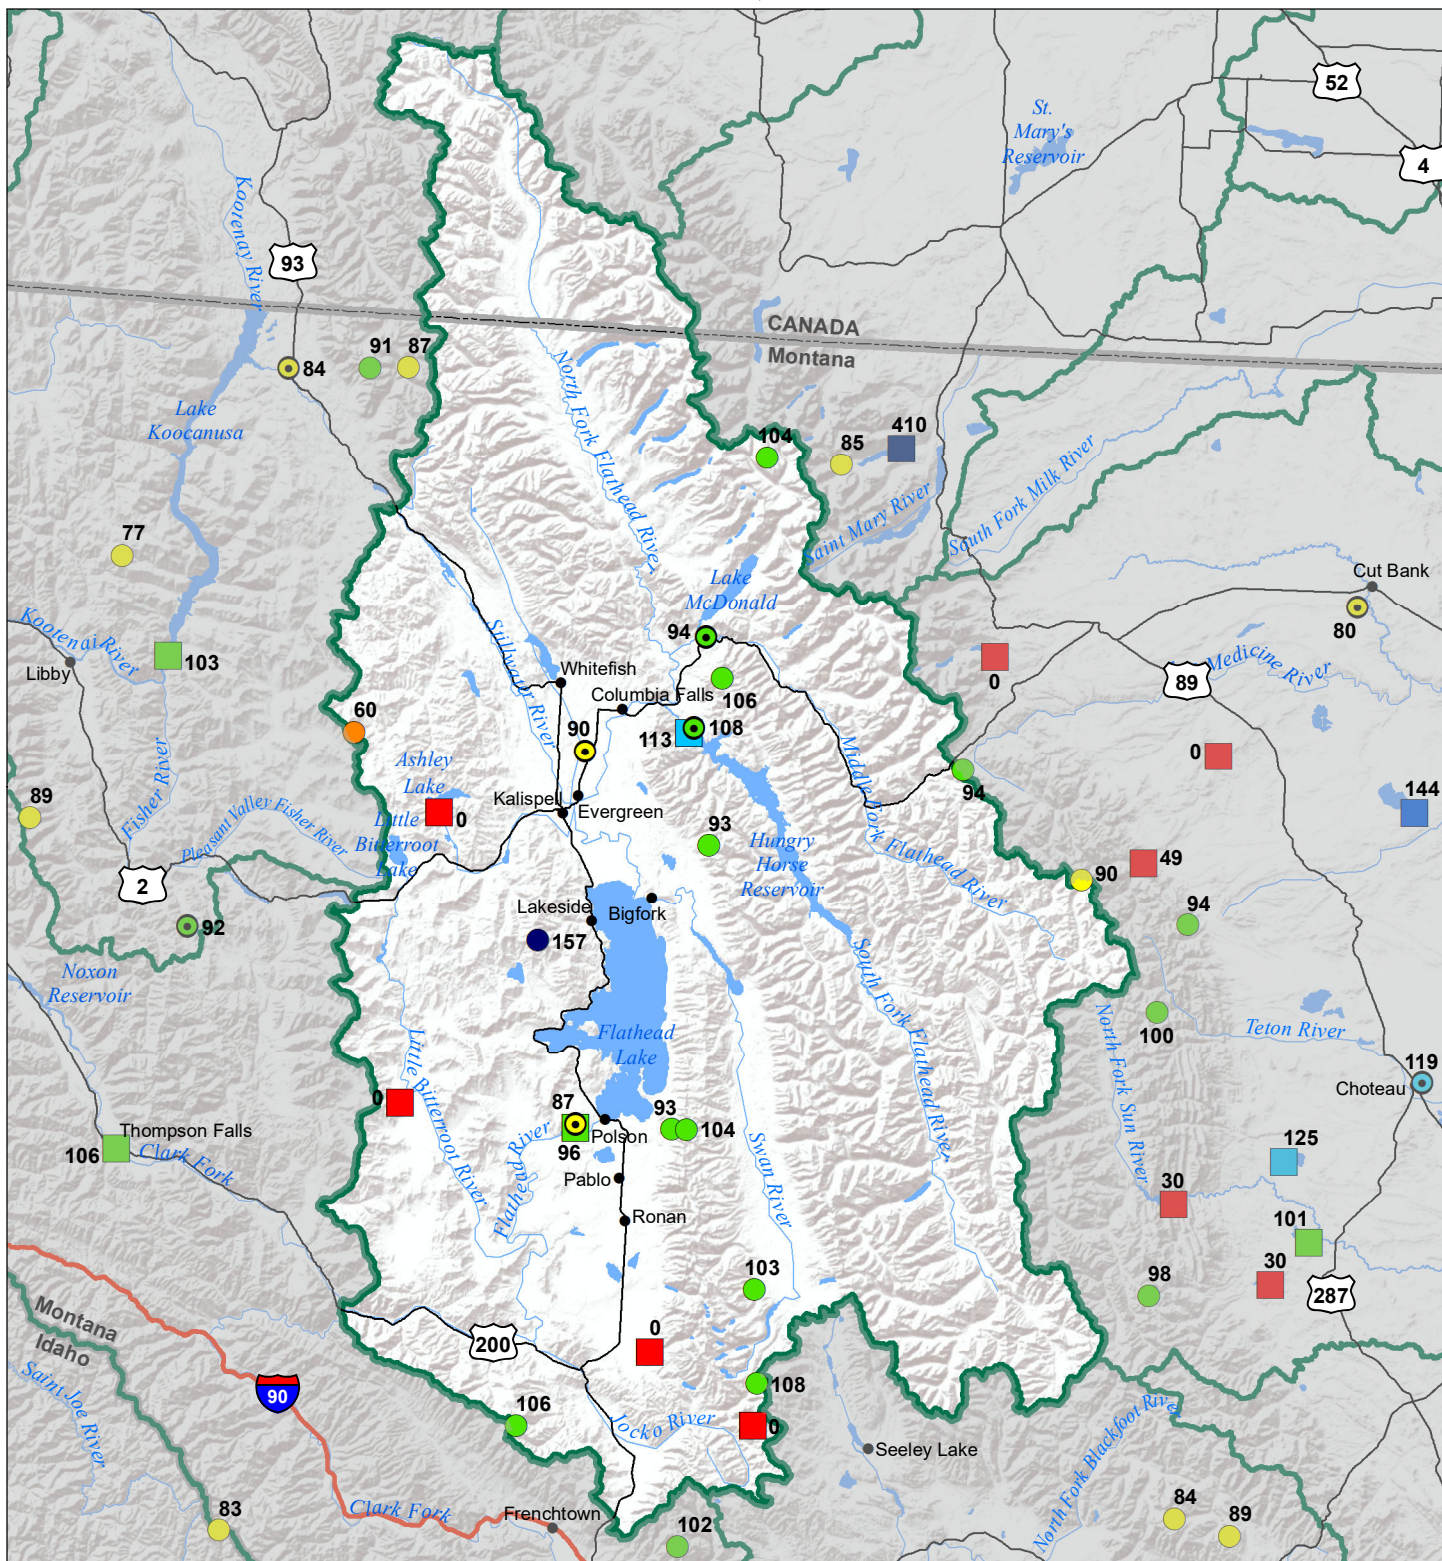 52
St.
Mary's
Reservoir
4
Kootenay River
93
CANADA
Montana
91
87
84
North Fork Flathead River
Lake
Koocanusa
104
85
410
Saint Mary River
South Fork Milk River
77
Lake
McDonald
Cut Bank
80
Kootenai River
94
Stillwater River
Libby
103
Whitefish
0
Medicine River
89
Columbia Falls
106
60
90
113
108
Middle Fork Flathead River
0
Ashley
Lake
94
144
89
Fisher River
Kalispell
Evergreen
0
Little
Bitterroot
Lake
Pleasant Valley Fisher River
93
Hungry
Horse
Reservoir
49
90
2
Lakeside
Bigfork
94
92
157
South Fork Flathead River
Noxon
Reservoir
North Fork Sun River
100
Teton River
Flathead
Lake
Little Bitterroot River
119
Choteau
0
87
93
104
Thompson Falls
106
Clark Fork
96
Polson
Swan River
Flathead River
125
Pablo
30
Ronan
101
103
98
30
287
Montana
Idaho
0
200
90
Saint Joe River
108
106
Jocko River
0
North Fork Blackfoot River
Seeley Lake
83
Clark Fork
Frenchtown
84
89
102